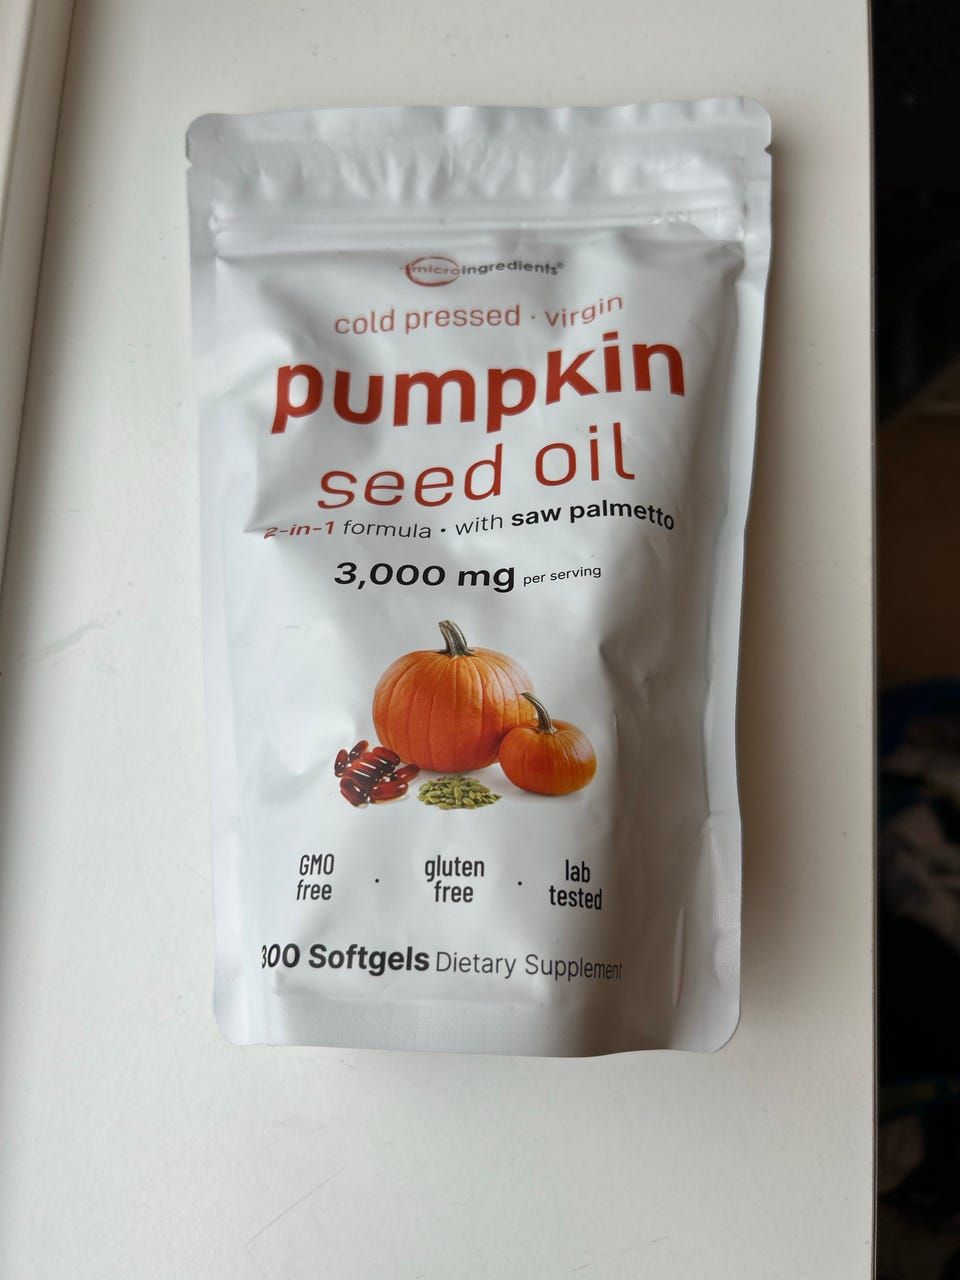 microingredients®
cold pressed · virgin
pumpkin
seed oil
2-in-1 formula • with saw palmetto
3,000 mg per serving
GMO free · gluten free · lab tested
300 Softgels Dietary Supplement